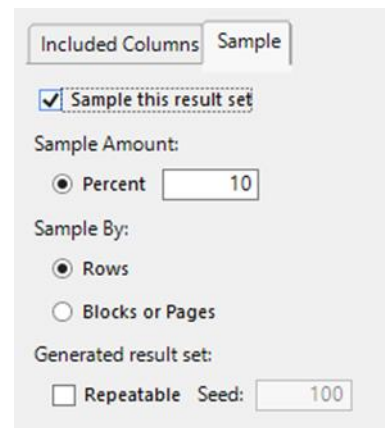 Included Columns Sample
Sample this result set
Sample Amount:
Percent 10
Sample By:
Rows
Blocks or Pages
Generated result set:
Repeatable Seed: 100